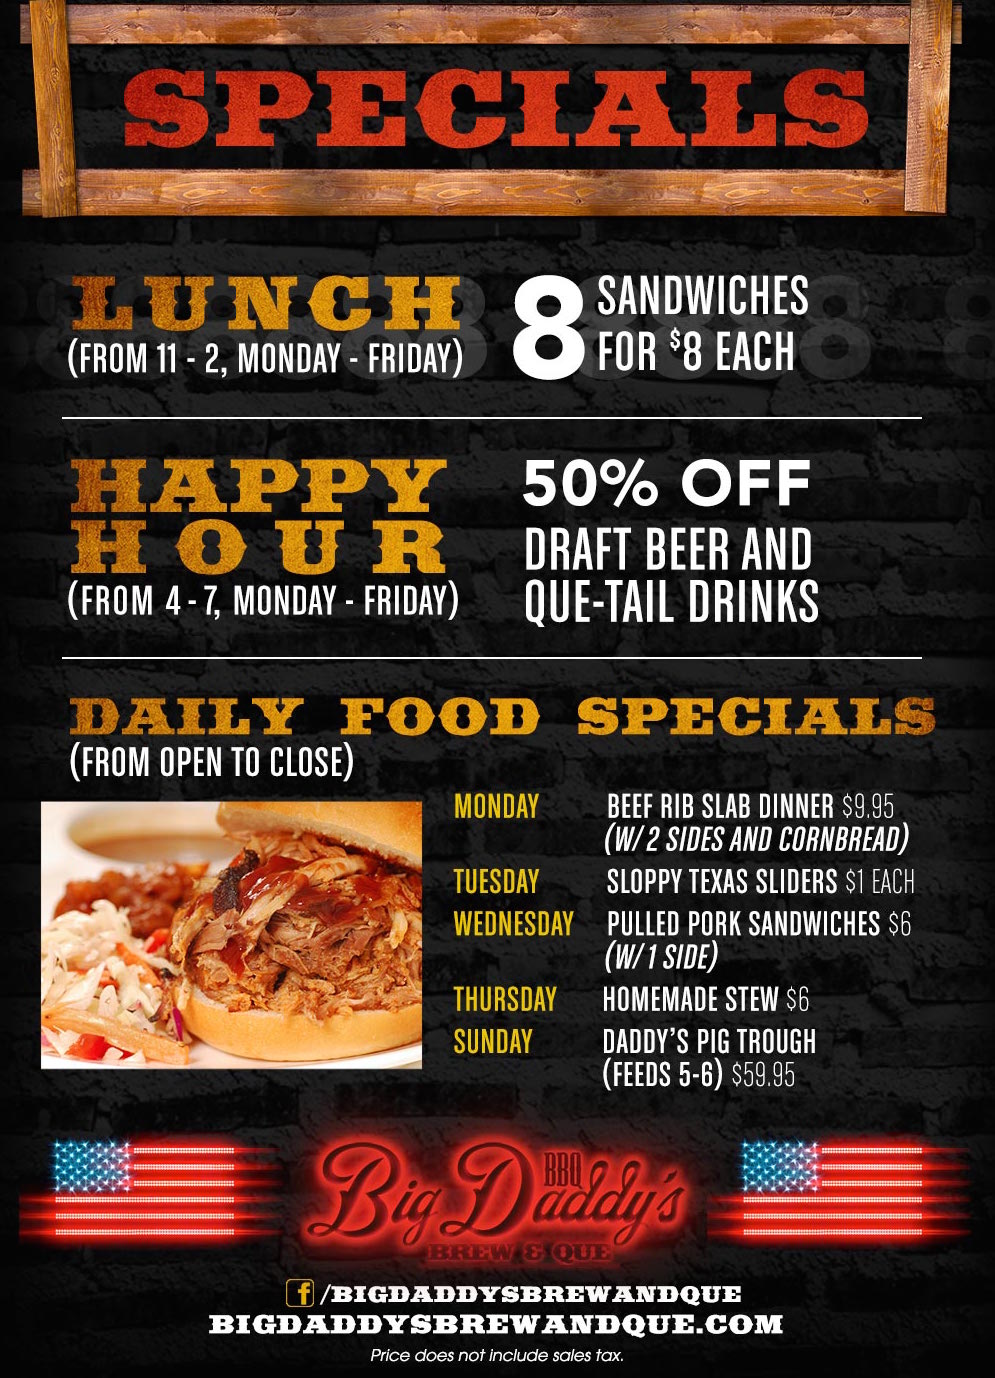 SPECIALS
LUNCH
(FROM 11 - 2, MONDAY - FRIDAY)
8 SANDWICHES
FOR $8 EACH
HAPPY
HOUR
(FROM 4 - 7, MONDAY - FRIDAY)
50% OFF
DRAFT BEER AND
QUE-TAIL DRINKS
DAILY FOOD SPECIALS
(FROM OPEN TO CLOSE)
MONDAY BEEF RIB SLAB DINNER $9.95
(W/ 2 SIDES AND CORNBREAD)
TUESDAY SLOPPY TEXAS SLIDERS $1 EACH
WEDNESDAY PULLED PORK SANDWICHES $6
(W/ 1 SIDE)
THURSDAY HOMEMADE STEW $6
SUNDAY DADDY'S PIG TROUGH
(FEEDS 5-6) $59.95
BBQ
Big Daddy's
BREW & QUE
f /BIGDADDYSBREWANDQUE
BIGDADDYSBREWANDQUE.COM
Price does not include sales tax.